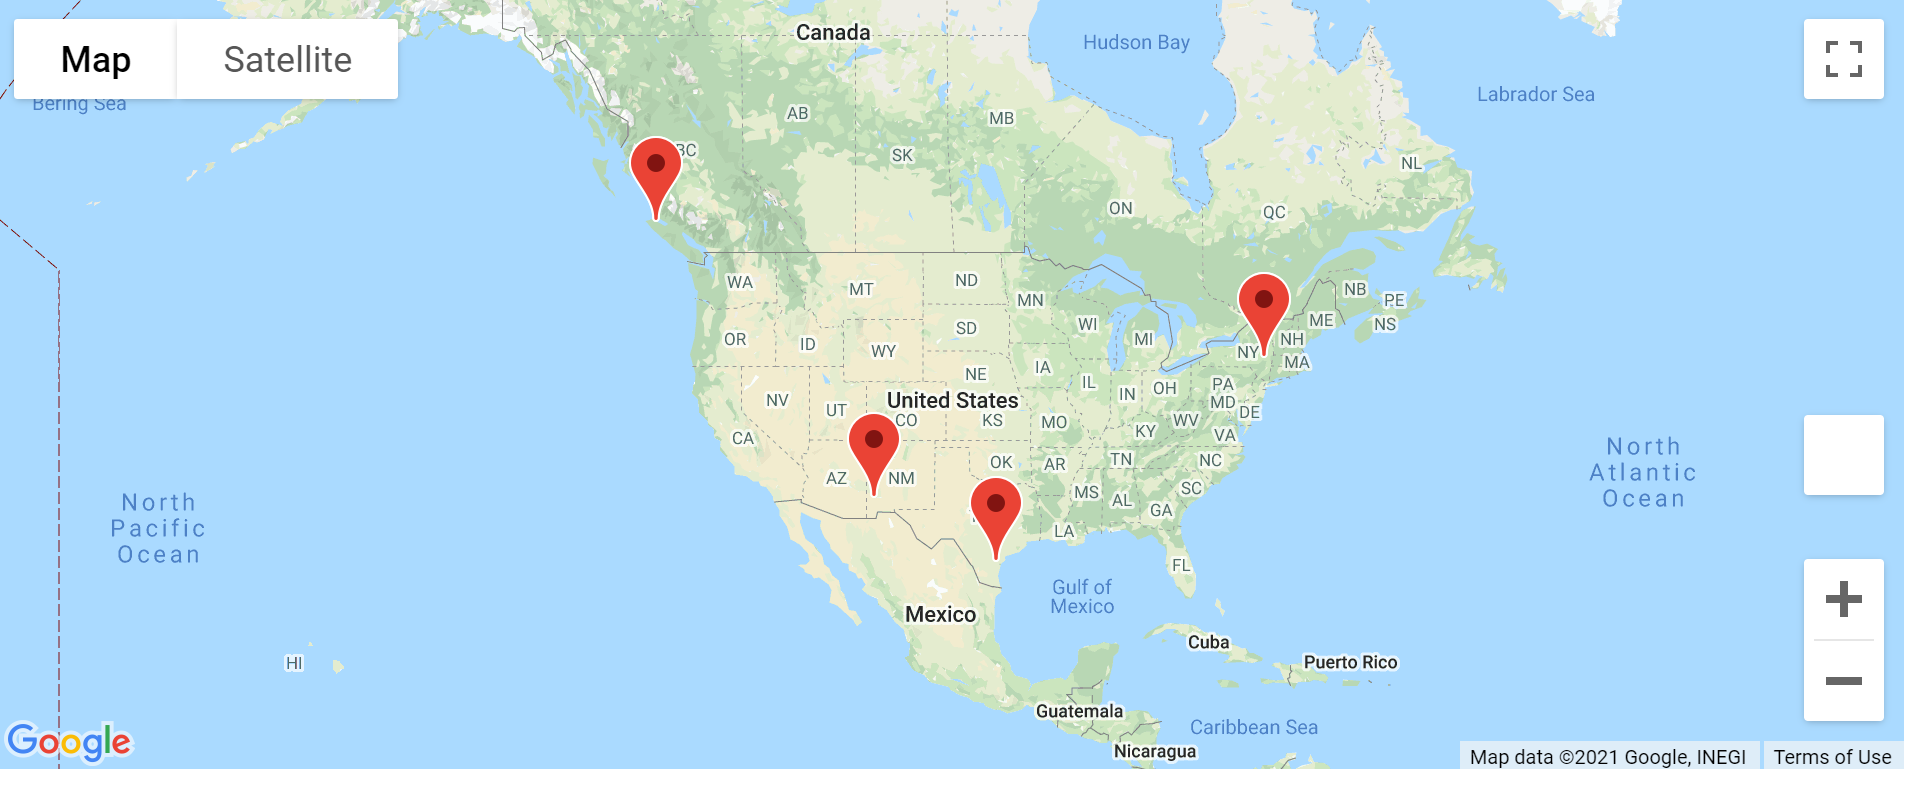 Map
Satellite
Canada
Hudson Bay
Labrador Sea
Bering Sea
AB
MB
BC
SK
NL
ON
QC
WA
MT
ND
MN
NB
PE
ME
NS
OR
ID
WY
SD
WI
MI
NY
NH
MA
NE
IA
IL
IN
OH
PA
MD
DE
NV
UT
United States
CO
KS
MO
KY
WV
VA
CA
AZ
NM
OK
AR
TN
NC
MS
AL
SC
GA
LA
FL
North
Pacific
Ocean
North
Atlantic
Ocean
Gulf of
Mexico
Mexico
Cuba
Puerto Rico
HI
Guatemala
Caribbean Sea
Nicaragua
Google
Map data ©2021 Google, INEGI
Terms of Use